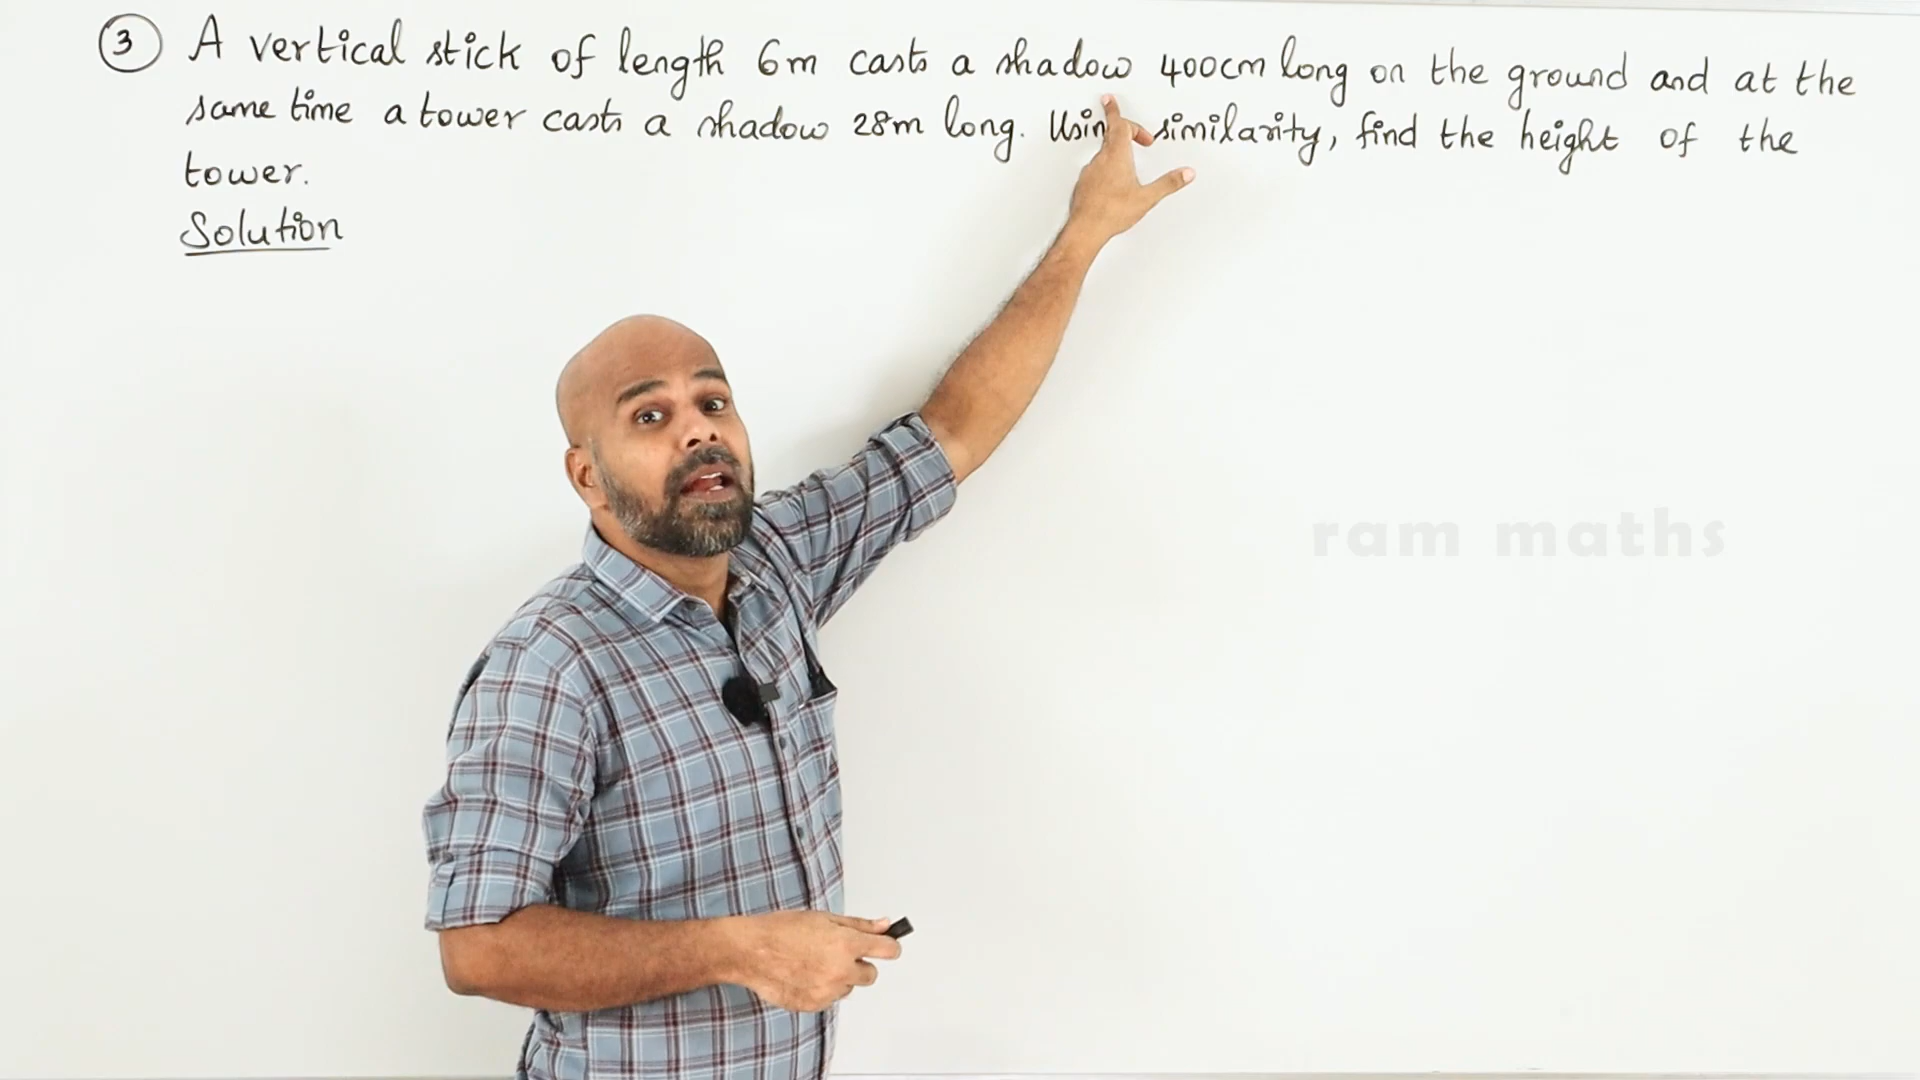 3 A vertical stick of length 6m casts a shadow 400cm long on the ground and at the
same time a tower casts a shadow 28m long. Using similarity, find the height of the
tower.
Solution
ram maths